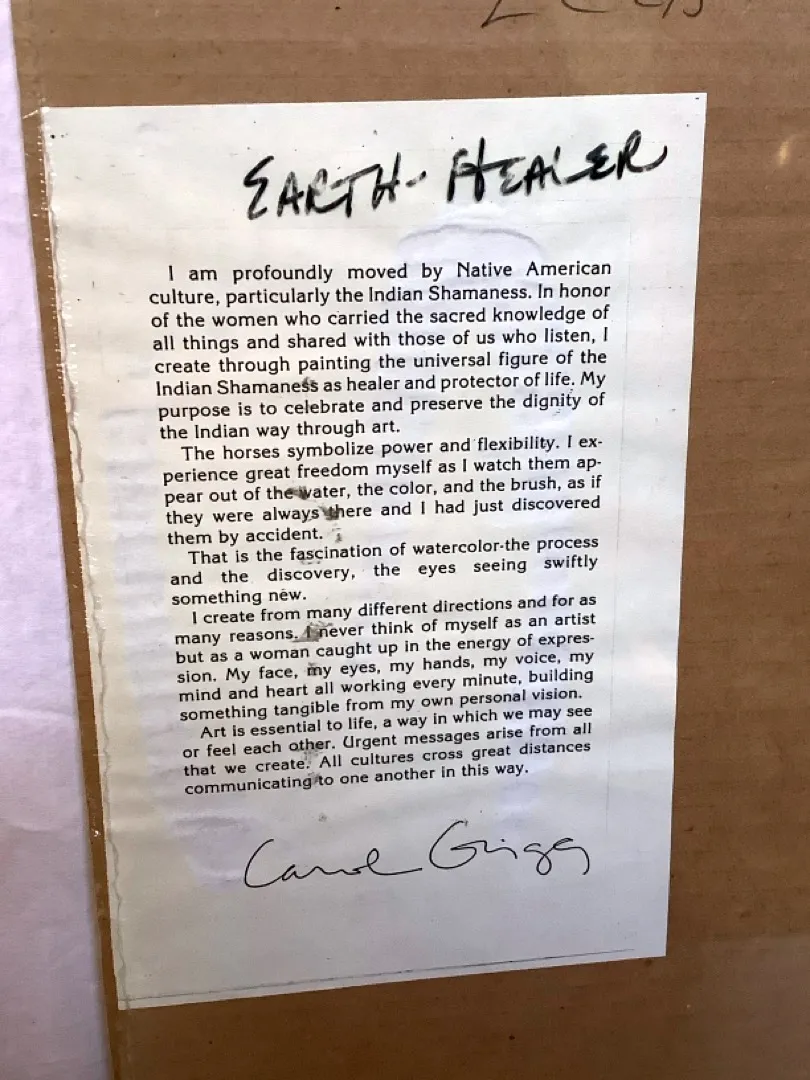 EARTH-HEALER
I am profoundly moved by Native American
culture, particularly the Indian Shamaness. In honor
of the women who carried the sacred knowledge of
all things and shared with those of us who listen, I
create through painting the universal figure of the
Indian Shamaness as healer and protector of life. My
purpose is to celebrate and preserve the dignity of
the Indian way through art.
The horses symbolize power and flexibility. I ex-
perience great freedom myself as I watch them ap-
pear out of the water, the color, and the brush, as if
they were always there and I had just discovered
them by accident.
That is the fascination of watercolor-the process
and the discovery, the eyes seeing swiftly
something new.
I create from many different directions and for as
many reasons. I never think of myself as an artist
but as a woman caught up in the energy of expres-
sion. My face, my eyes, my hands, my voice, my
mind and heart all working every minute, building
something tangible from my own personal vision.
Art is essential to life, a way in which we may see
or feel each other. Urgent messages arise from all
that we create. All cultures cross great distances
communicating to one another in this way.
Carol Grigg